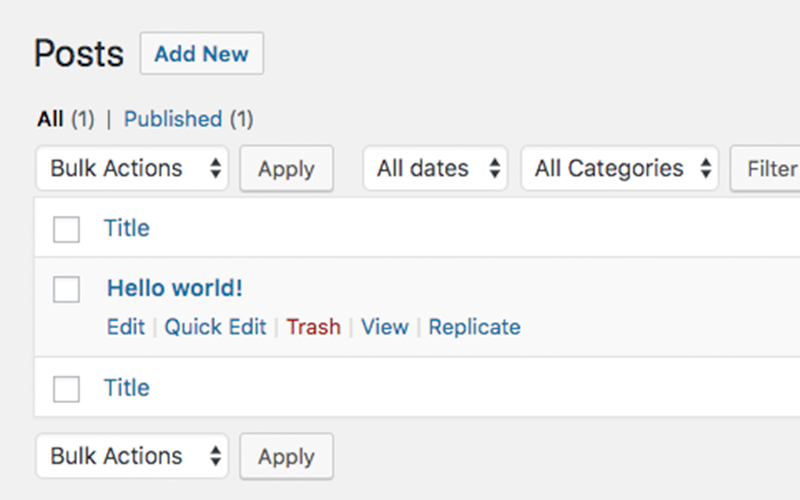 Posts Add New
All (1) | Published (1)
Bulk Actions Apply All dates All Categories Filter
Title
Hello world!
Edit | Quick Edit | Trash | View | Replicate
Title
Bulk Actions Apply